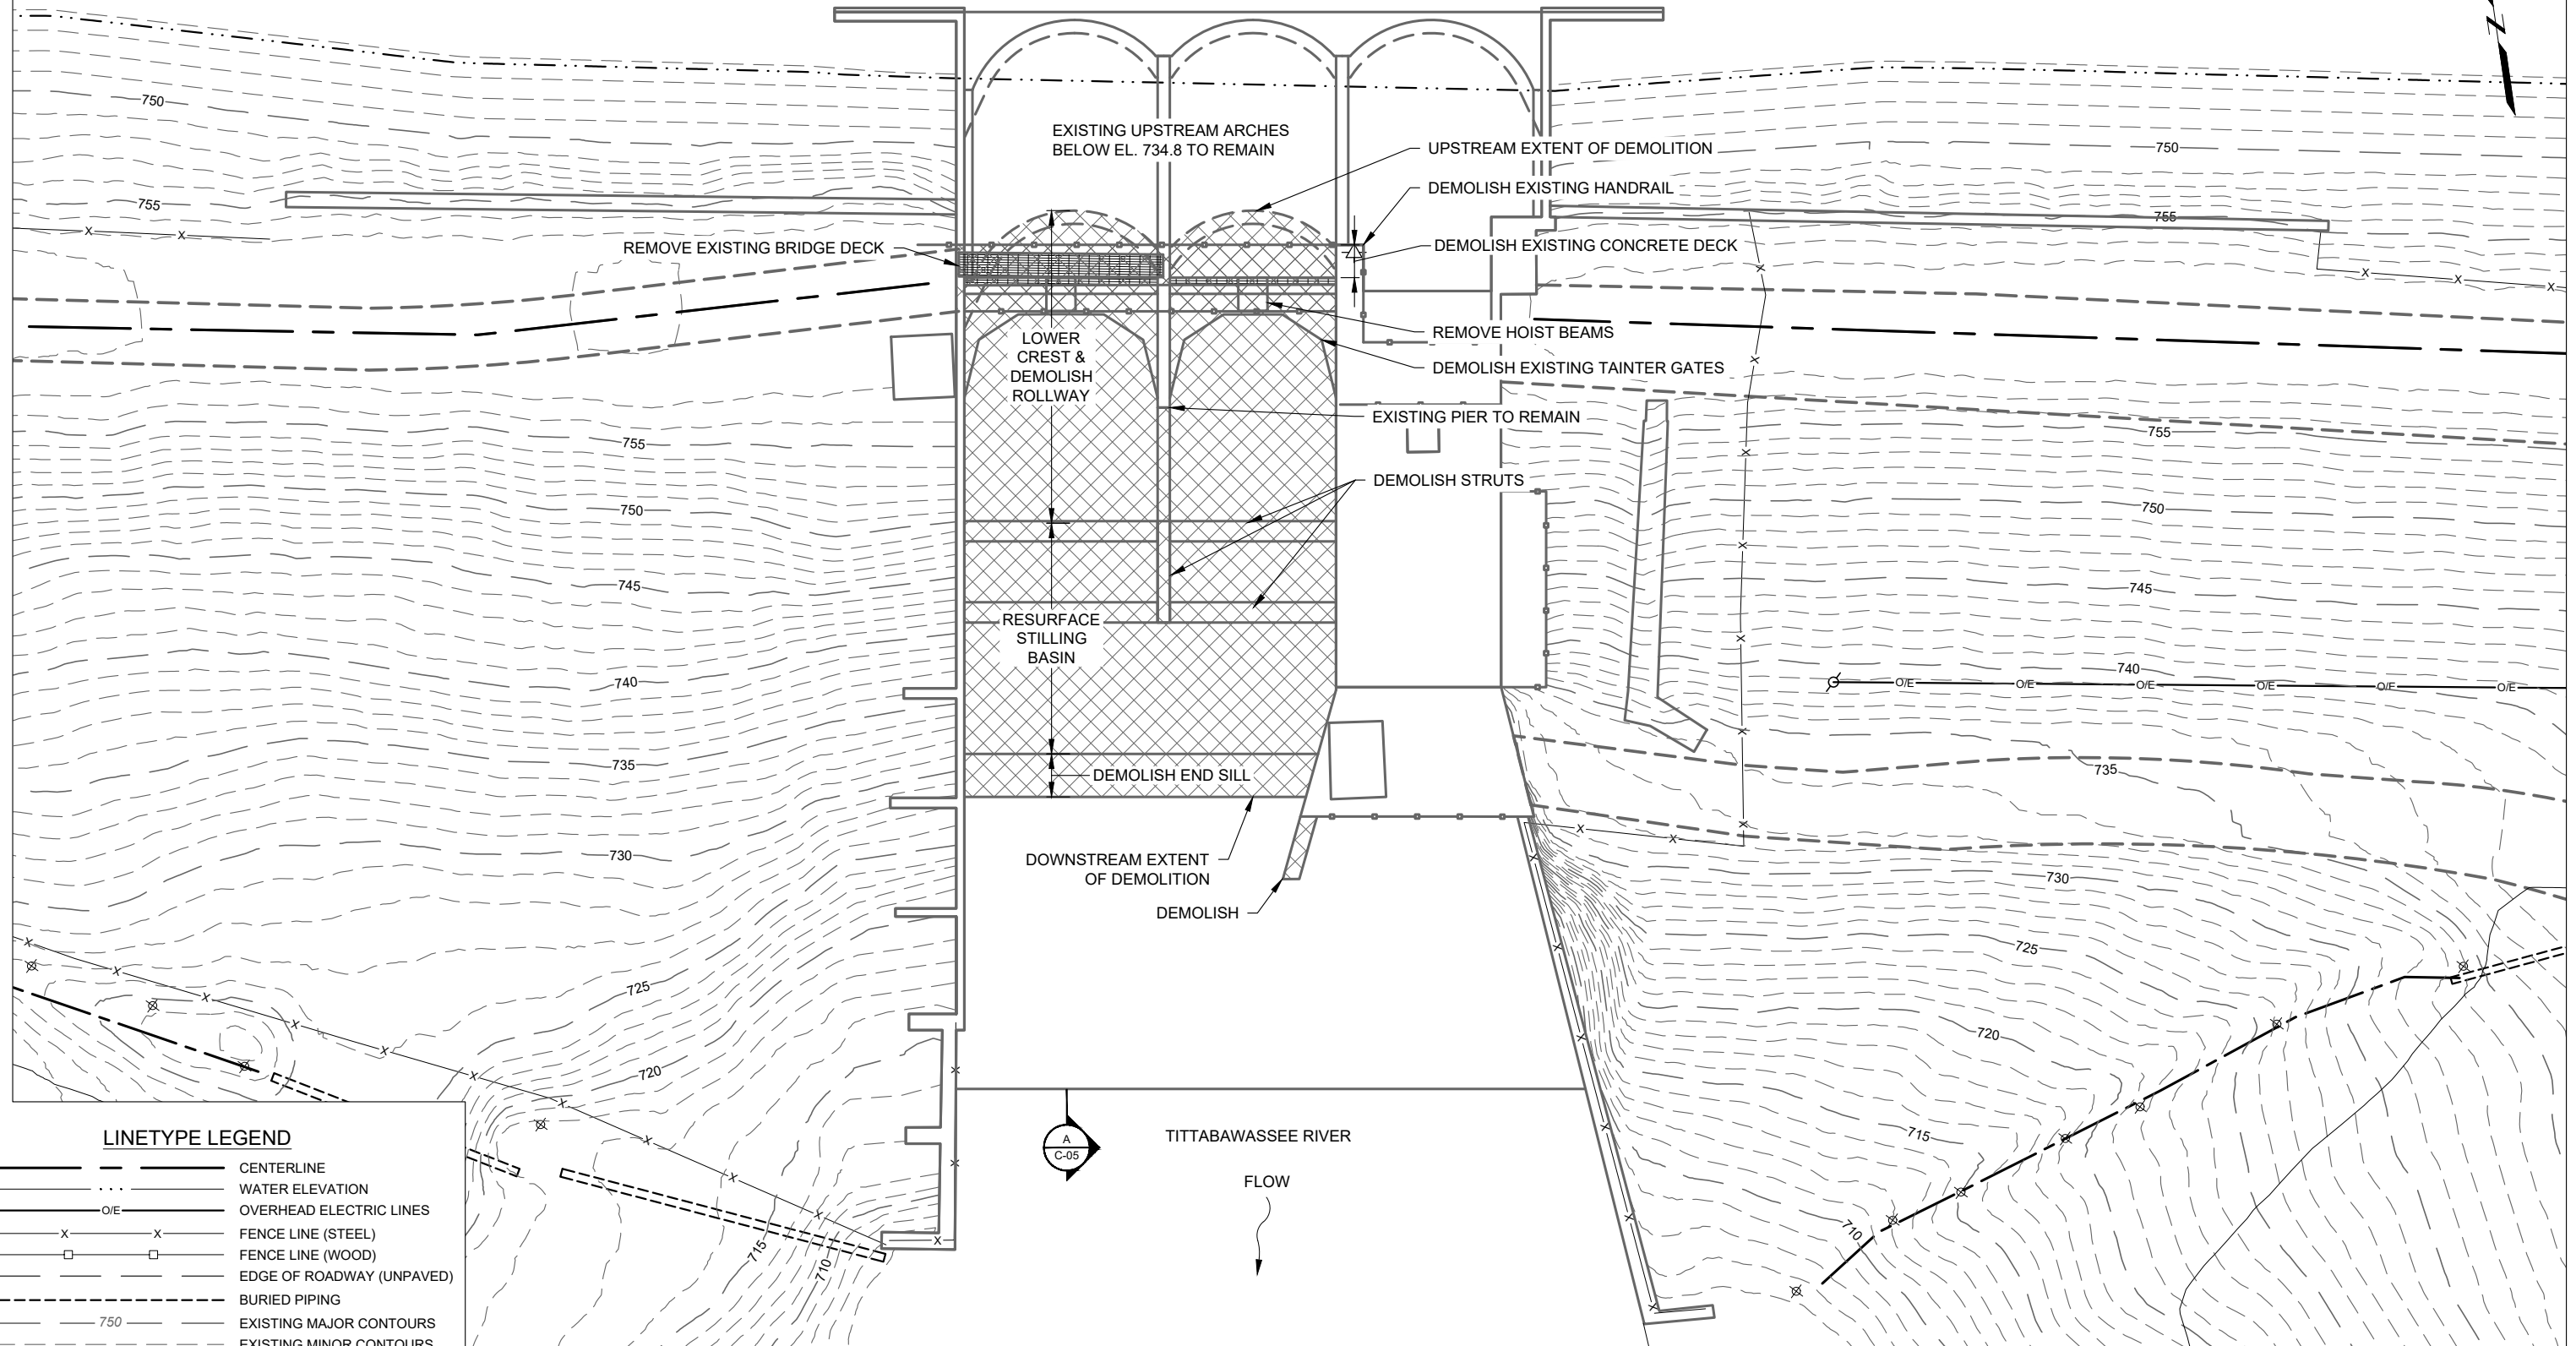 Z
750
EXISTING UPSTREAM ARCHES
BELOW EL. 734.8 TO REMAIN
UPSTREAM EXTENT OF DEMOLITION
750
DEMOLISH EXISTING HANDRAIL
755
755
REMOVE EXISTING BRIDGE DECK
DEMOLISH EXISTING CONCRETE DECK
REMOVE HOIST BEAMS
LOWER
CREST &
DEMOLISH
ROLLWAY
DEMOLISH EXISTING TAINTER GATES
EXISTING PIER TO REMAIN
755
755
DEMOLISH STRUTS
750
750
745
745
RESURFACE
STILLING
BASIN
740
740
O/E O/E O/E O/E O/E O/E
735
735
DEMOLISH END SILL
730
DOWNSTREAM EXTENT
OF DEMOLITION
730
DEMOLISH
725
725
720
720
A
C-05
TITTABAWASSEE RIVER
715
FLOW
710
715
710
LINETYPE LEGEND
CENTERLINE
WATER ELEVATION
O/E OVERHEAD ELECTRIC LINES
X X FENCE LINE (STEEL)
FENCE LINE (WOOD)
EDGE OF ROADWAY (UNPAVED)
BURIED PIPING
750 EXISTING MAJOR CONTOURS
EXISTING MINOR CONTOURS